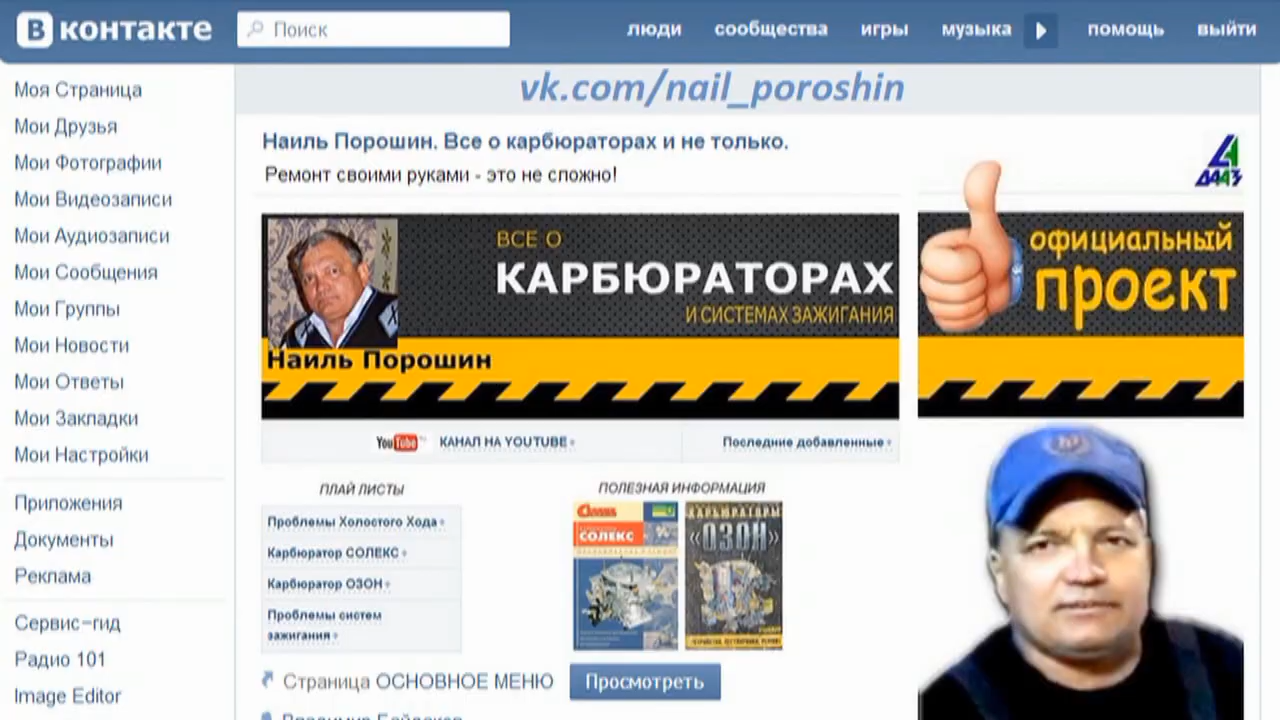 В контакте
Поиск
люди
сообщества
игры
музыка
помощь
выйти
vk.com/nail_poroshin
Моя Страница
Мои Друзья
Мои Фотографии
Мои Видеозаписи
Мои Аудиозаписи
Мои Сообщения
Мои Группы
Мои Новости
Мои Ответы
Мои Закладки
Мои Настройки
Приложения
Документы
Реклама
Сервис-гид
Радио 101
Image Editor
Наиль Порошин. Все о карбюраторах и не только.
Ремонт своими руками - это не сложно!
ДААЗ
ВСЕ О
КАРБЮРАТОРАХ
И СИСТЕМАХ ЗАЖИГАНИЯ
Наиль Порошин
официальный
проект
YouTube
КАНАЛ НА YOUTUBE
Последние добавленные
ПЛАЙ ЛИСТЫ
Проблемы Холостого Хода
Карбюратор СОЛЕКС
Карбюратор ОЗОН
Проблемы систем
зажигания
ПОЛЕЗНАЯ ИНФОРМАЦИЯ
СОЛЕКС
КАРБЮРАТОРЫ
«ОЗОН»
Страница ОСНОВНОЕ МЕНЮ
Просмотреть